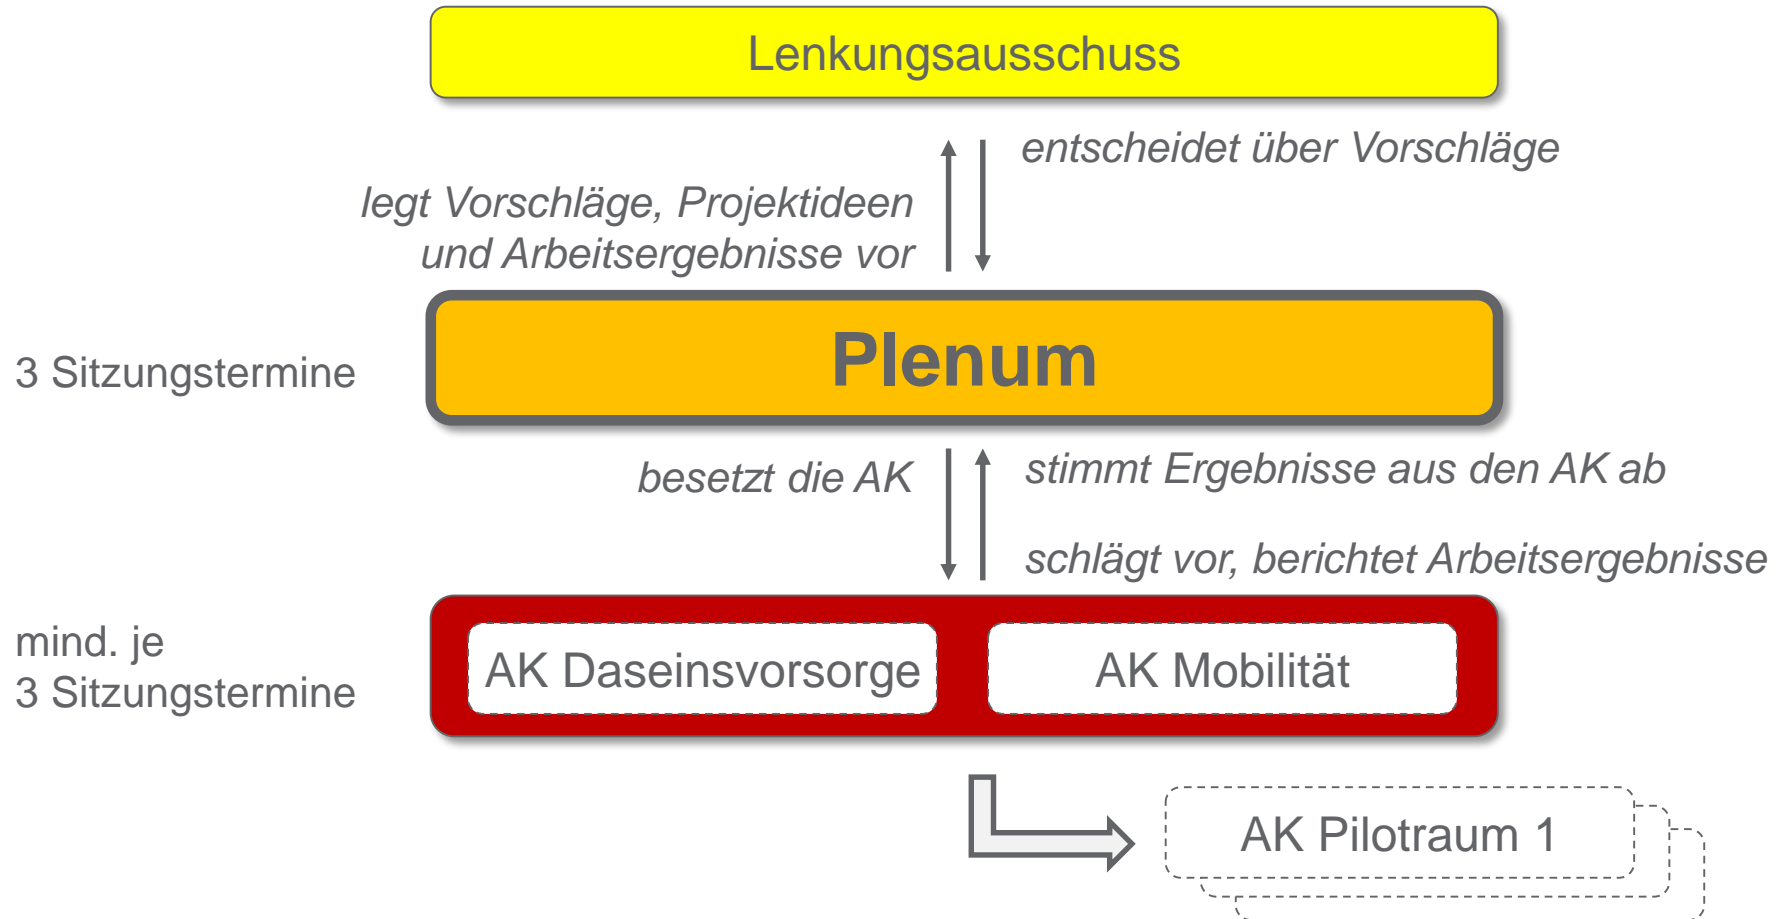 Lenkungsausschuss
entscheidet über Vorschläge
legt Vorschläge, Projektideen
und Arbeitsergebnisse vor
3 Sitzungstermine
Plenum
besetzt die AK
stimmt Ergebnisse aus den AK ab
schlägt vor, berichtet Arbeitsergebnisse
mind. je
3 Sitzungstermine
AK Daseinsvorsorge
AK Mobilität
AK Pilotraum 1